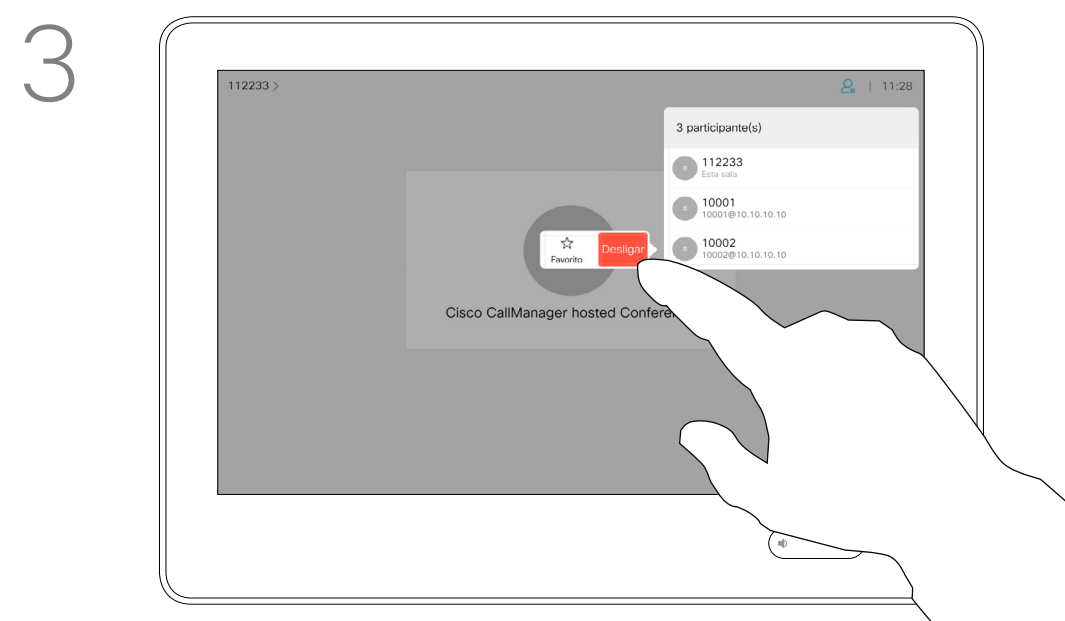 3
112233 >
| 11:28
3 participante(s)
112233
Esta sala
10001
10001@10.10.10.10
10002
10002@10.10.10.10
Favorito
Desligar
Cisco CallManager hosted